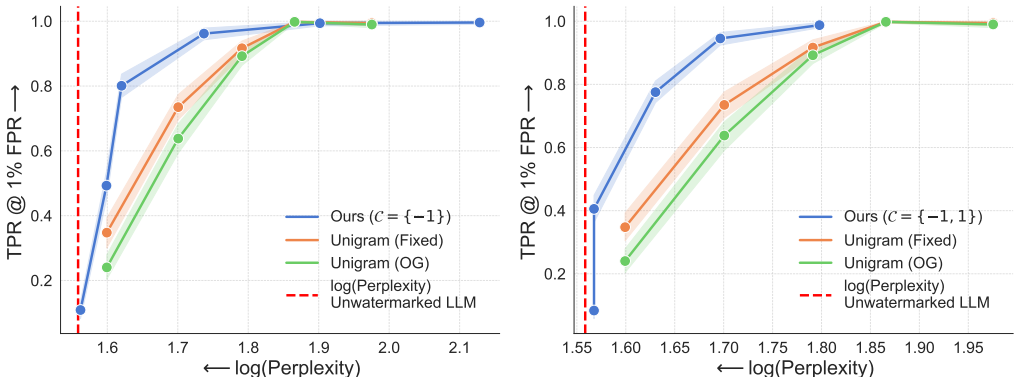 1.0
0.8
0.6
0.4
0.2
TPR @ 1% FPR ⟶
1.6 1.7 1.8 1.9 2.0 2.1
⟵ log(Perplexity)
Ours (𝒞 = {−1})
Unigram (Fixed)
Unigram (OG)
log(Perplexity)
Unwatermarked LLM
1.0
0.8
0.6
0.4
0.2
TPR @ 1% FPR ⟶
1.55 1.60 1.65 1.70 1.75 1.80 1.85 1.90 1.95
⟵ log(Perplexity)
Ours (𝒞 = {−1, 1})
Unigram (Fixed)
Unigram (OG)
log(Perplexity)
Unwatermarked LLM